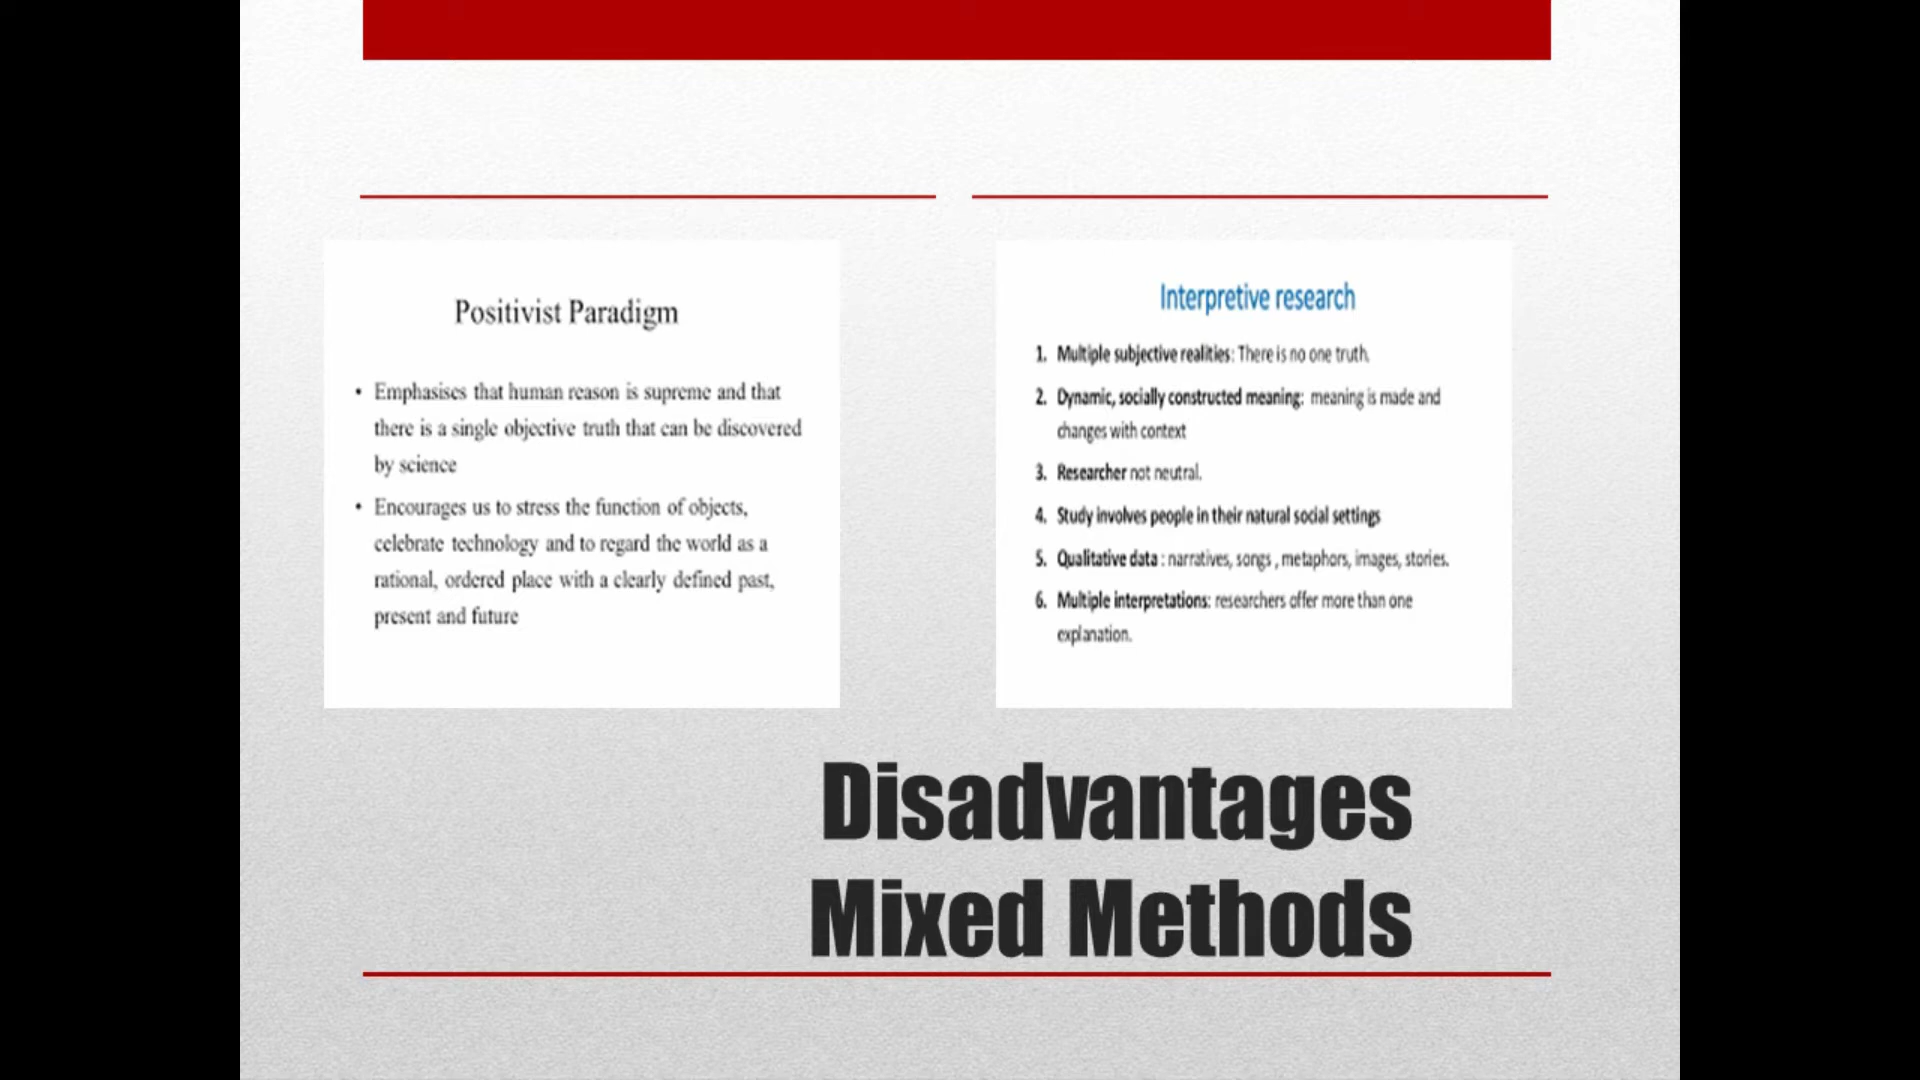 Positivist Paradigm
• Emphasises that human reason is supreme and that
there is a single objective truth that can be discovered
by science
• Encourages us to stress the function of objects,
celebrate technology and to regard the world as a
rational, ordered place with a clearly defined past,
present and future
Interpretive research
1. Multiple subjective realities: There is no one truth.
2. Dynamic, socially constructed meaning: meaning is made and
changes with context
3. Researcher not neutral.
4. Study involves people in their natural social settings
5. Qualitative data : narratives, songs , metaphors, images, stories.
6. Multiple interpretations: researchers offer more than one
explanation.
Disadvantages
Mixed Methods